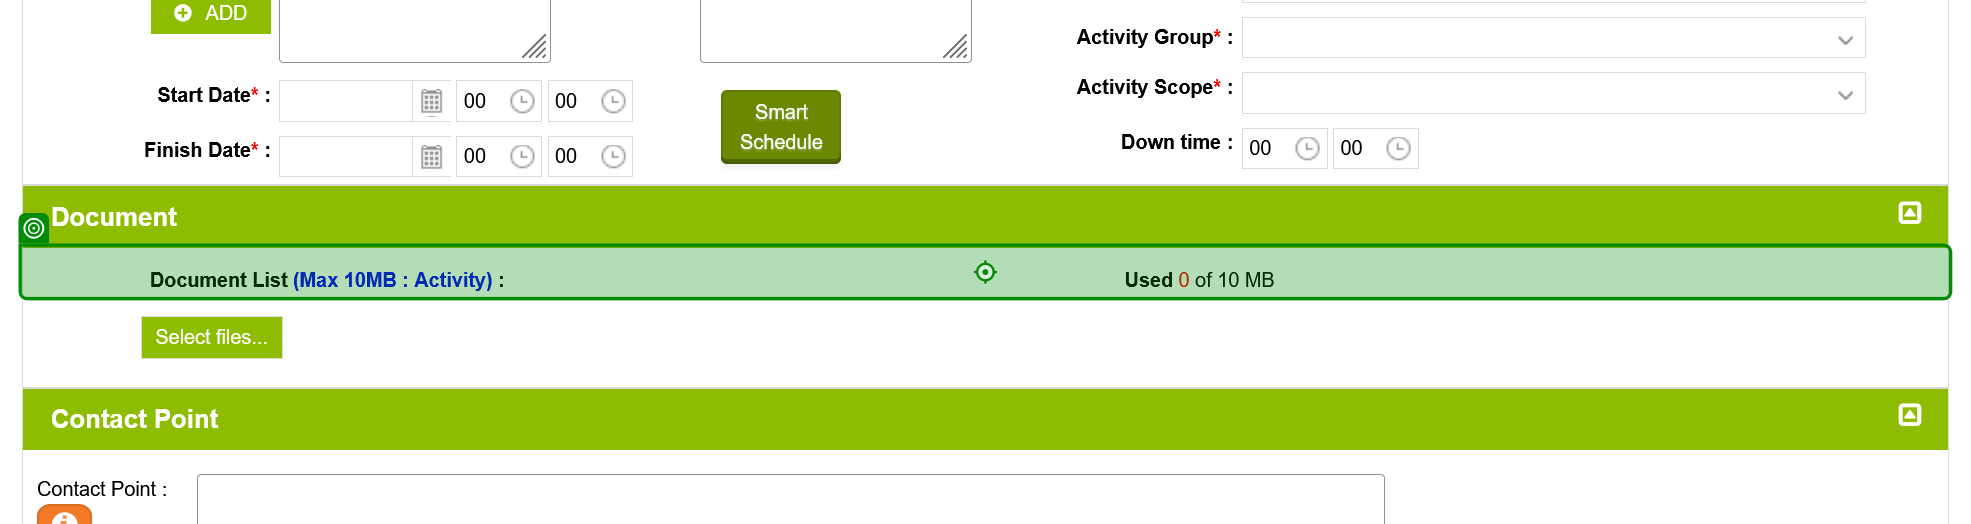 ADD
Activity Group* :
Start Date* : 00 00
Smart Schedule
Activity Scope* :
Finish Date* : 00 00
Down time : 00 00
Document
Document List (Max 10MB : Activity) : Used 0 of 10 MB
Select files...
Contact Point
Contact Point :